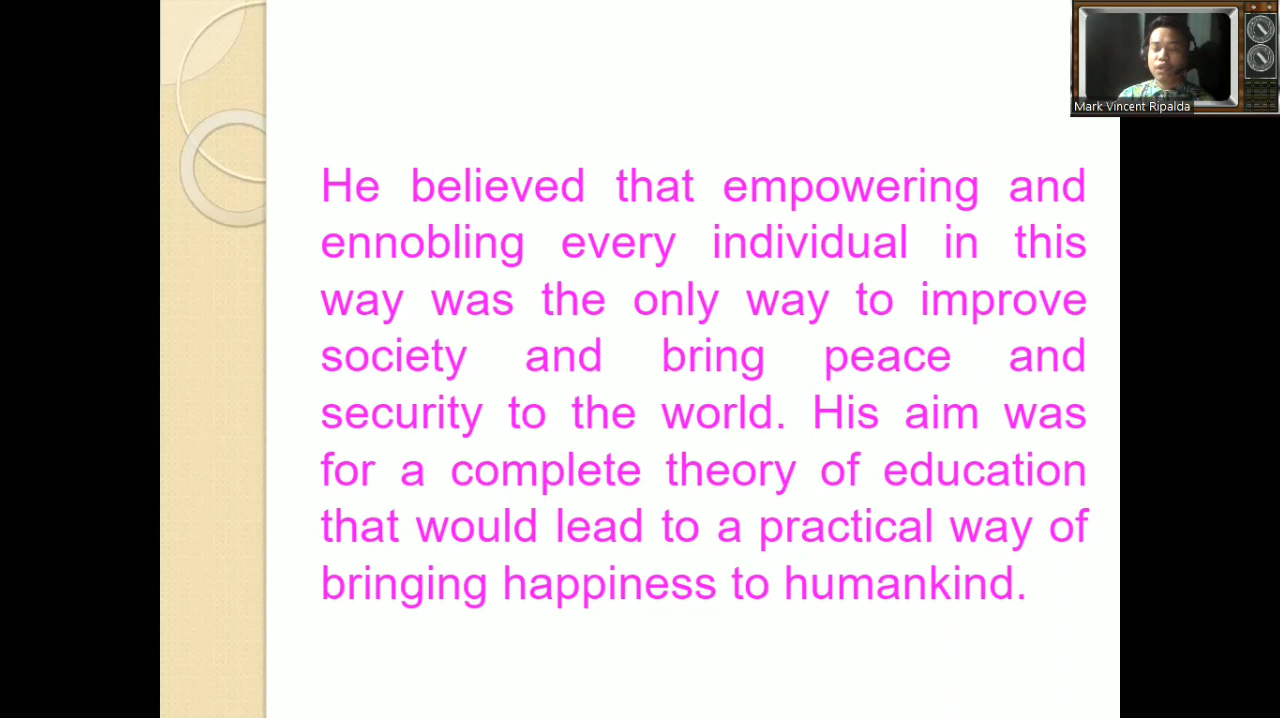 Mark Vincent Ripalda
He believed that empowering and
ennobling every individual in this
way was the only way to improve
society and bring peace and
security to the world. His aim was
for a complete theory of education
that would lead to a practical way of
bringing happiness to humankind.